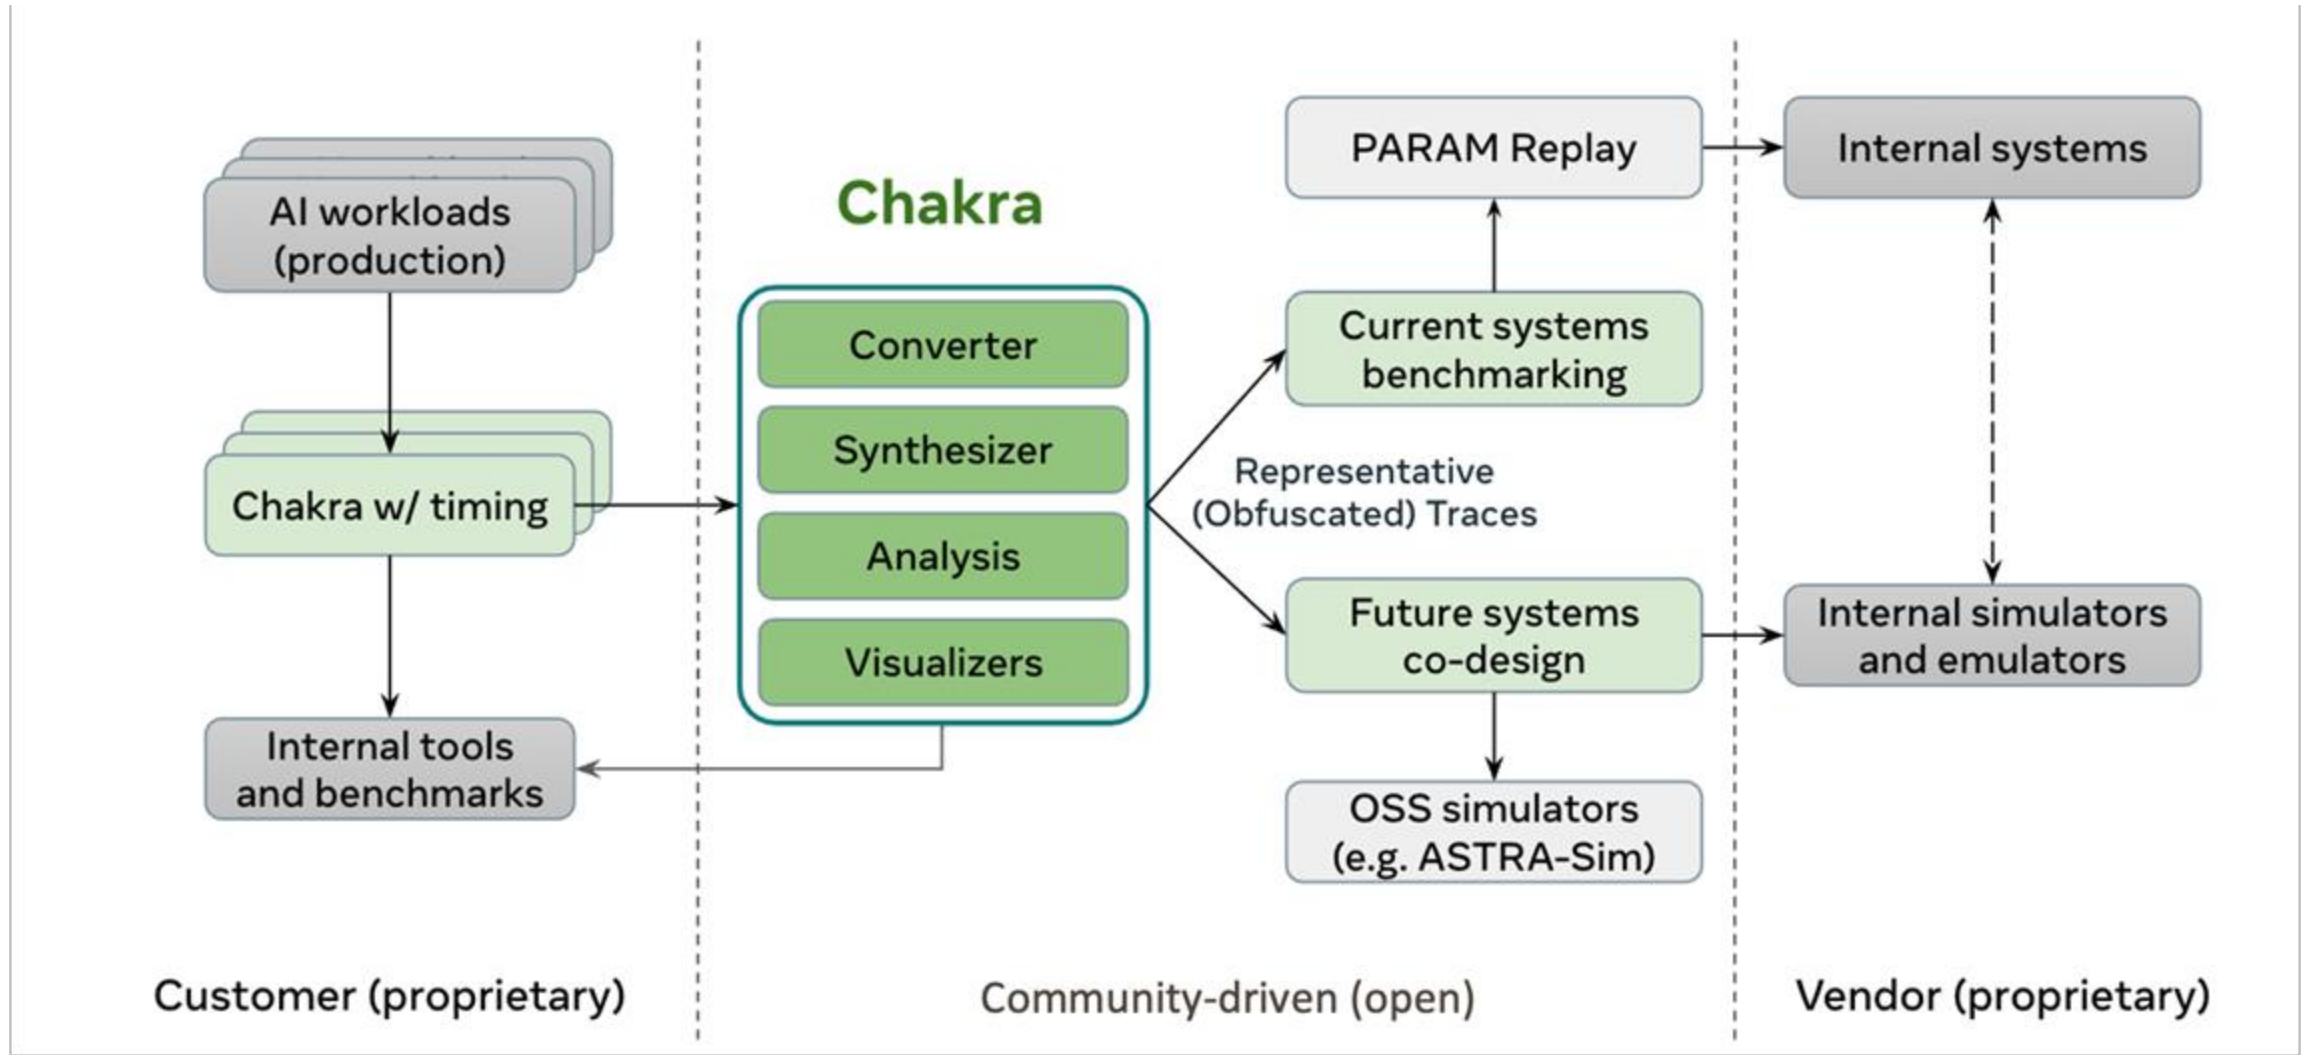 AI workloads
(production)
Chakra w/ timing
Internal tools
and benchmarks
Customer (proprietary)
Chakra
Converter
Synthesizer
Analysis
Visualizers
Representative
(Obfuscated) Traces
PARAM Replay
Current systems
benchmarking
Future systems
co-design
OSS simulators
(e.g. ASTRA-Sim)
Community-driven (open)
Internal systems
Internal simulators
and emulators
Vendor (proprietary)